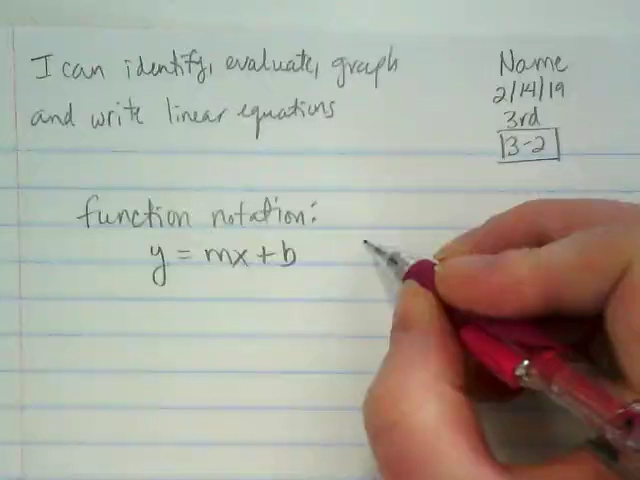 I can identify, evaluate, graph
and write linear equations
Name
2/14/19
3rd
3-2
function notation:
y = mx + b